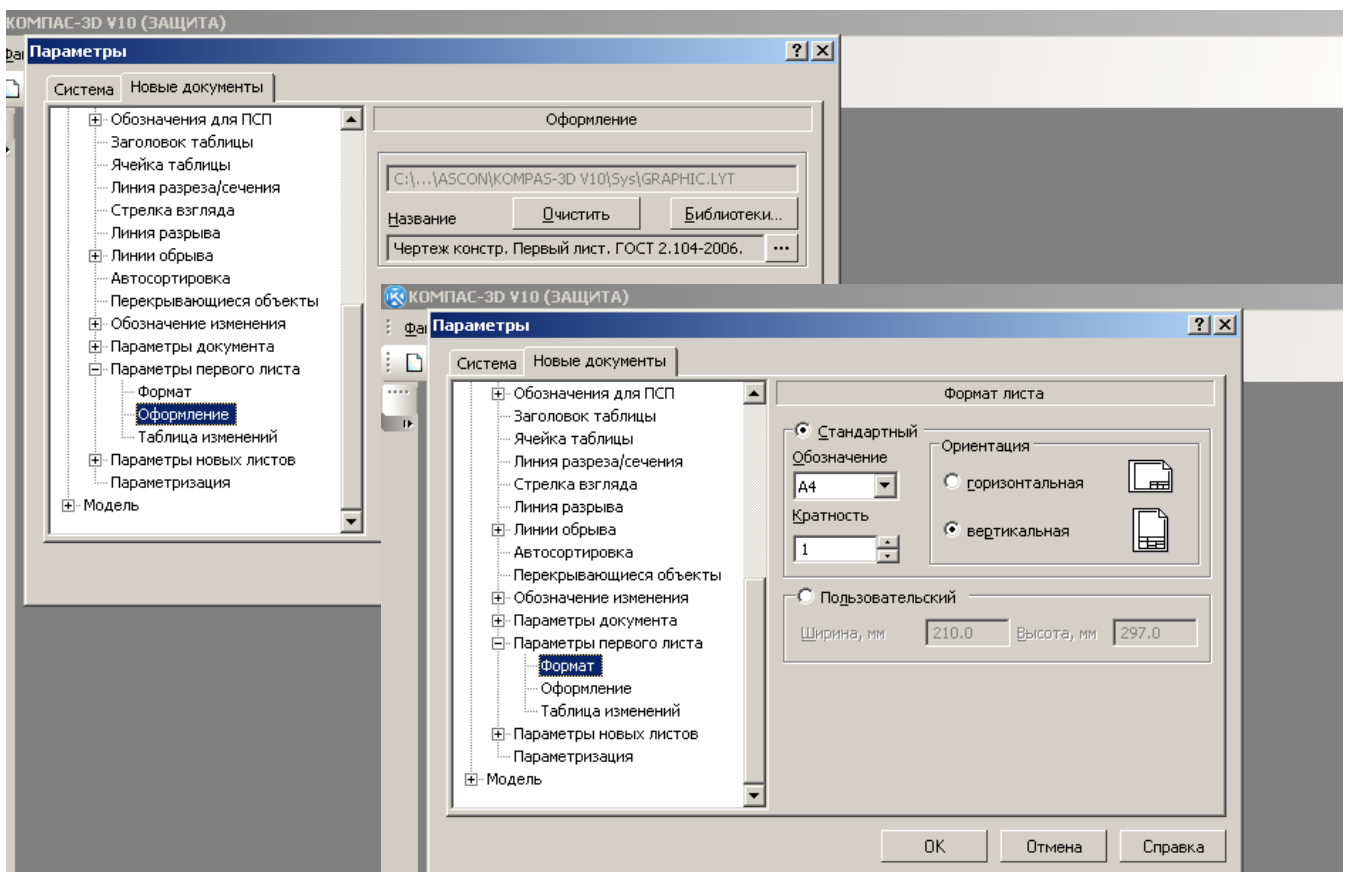 КОМПАС-3D V10 (ЗАЩИТА)
Параметры
Система
Новые документы
Обозначения для ПСП
Заголовок таблицы
Ячейка таблицы
Линия разреза/сечения
Стрелка взгляда
Линия разрыва
Линии обрыва
Автосортировка
Перекрывающиеся объекты
Обозначение изменения
Параметры документа
Параметры первого листа
Формат
Оформление
Таблица изменений
Параметры новых листов
Параметризация
Модель
Оформление
C:\...\ASCON\KOMPAS-3D V10\Sys\GRAPHIC.LYT
Название
Очистить
Библиотеки...
Чертеж констр. Первый лист. ГОСТ 2.104-2006.
...
КОМПАС-3D V10 (ЗАЩИТА)
Параметры
Система
Новые документы
Обозначения для ПСП
Заголовок таблицы
Ячейка таблицы
Линия разреза/сечения
Стрелка взгляда
Линия разрыва
Линии обрыва
Автосортировка
Перекрывающиеся объекты
Обозначение изменения
Параметры документа
Параметры первого листа
Формат
Оформление
Таблица изменений
Параметры новых листов
Параметризация
Модель
Формат листа
Стандартный
Обозначение
A4
Кратность
1
Ориентация
горизонтальная
вертикальная
Пользовательский
Ширина, мм
210.0
Высота, мм
297.0
OK
Отмена
Справка